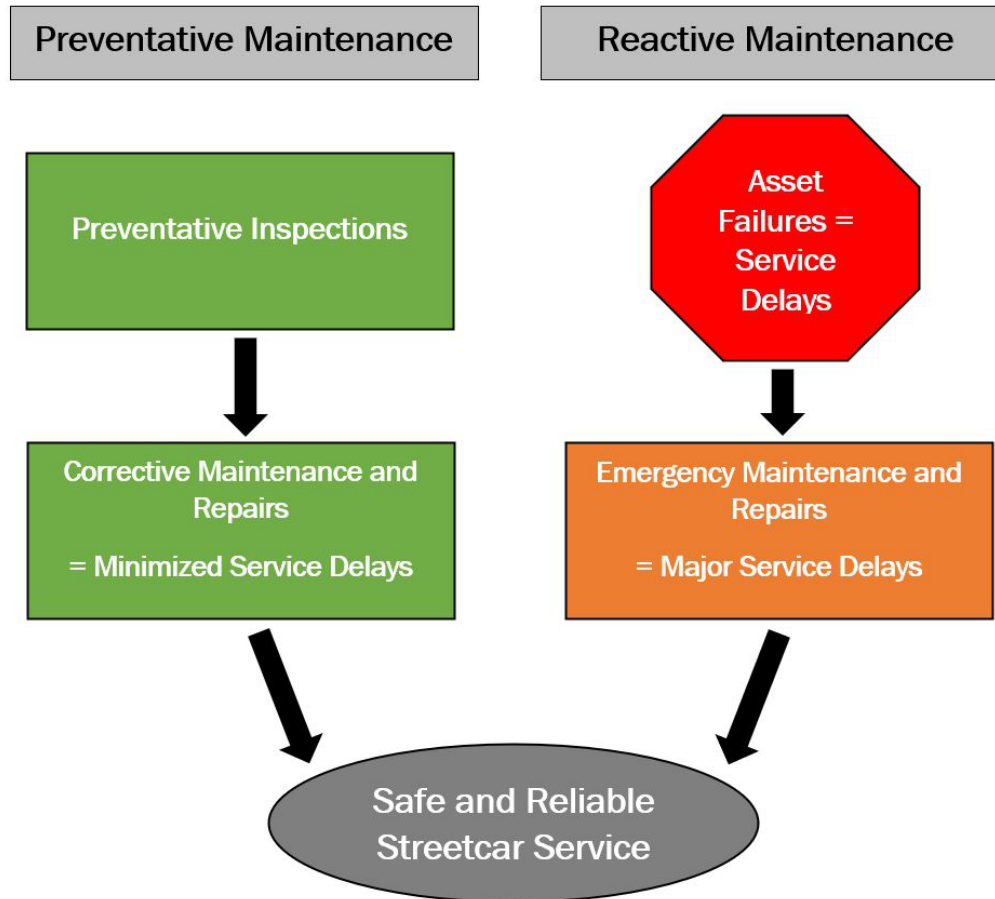 Preventative Maintenance
Reactive Maintenance
Preventative Inspections
Asset
Failures =
Service
Delays
Corrective Maintenance and
Repairs
= Minimized Service Delays
Emergency Maintenance and
Repairs
= Major Service Delays
Safe and Reliable
Streetcar Service